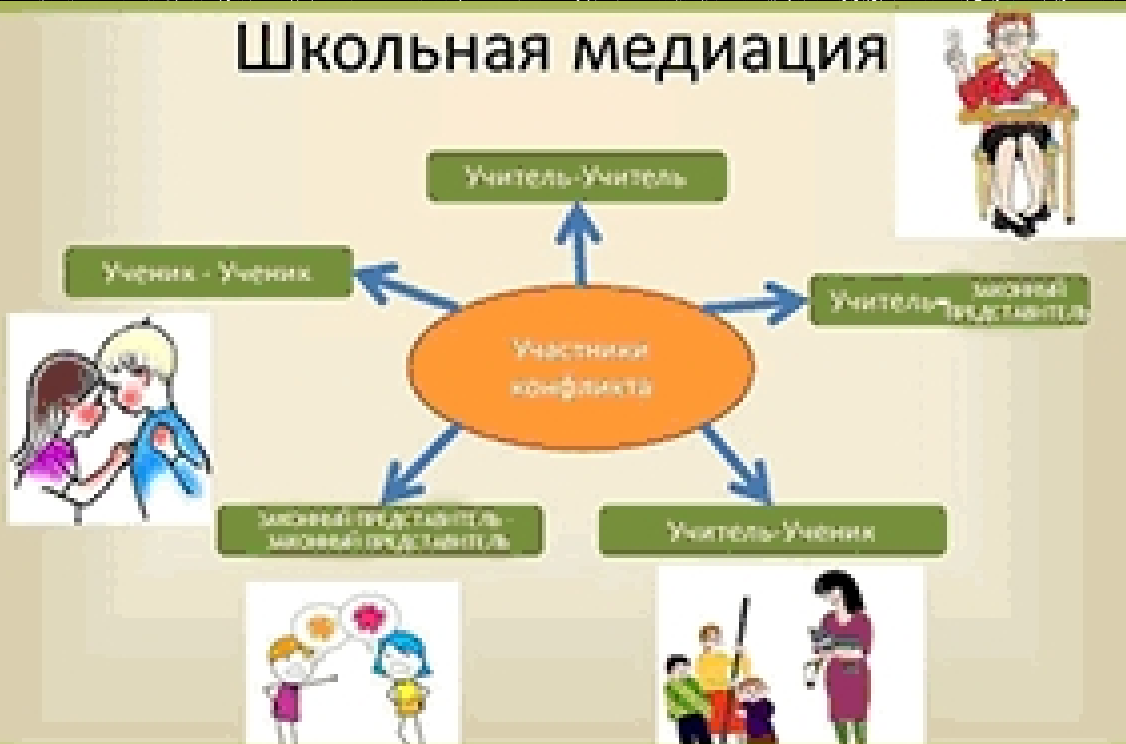 Школьная медиация
Учитель-Учитель
Ученик - Ученик
Учитель- ЗАКОННЫЙ
ПРЕДСТАВИТЕЛЬ
Участники
конфликта
ЗАКОННЫЙ ПРЕДСТАВИТЕЛЬ -
ЗАКОННЫЙ ПРЕДСТАВИТЕЛЬ
Учитель-Ученик